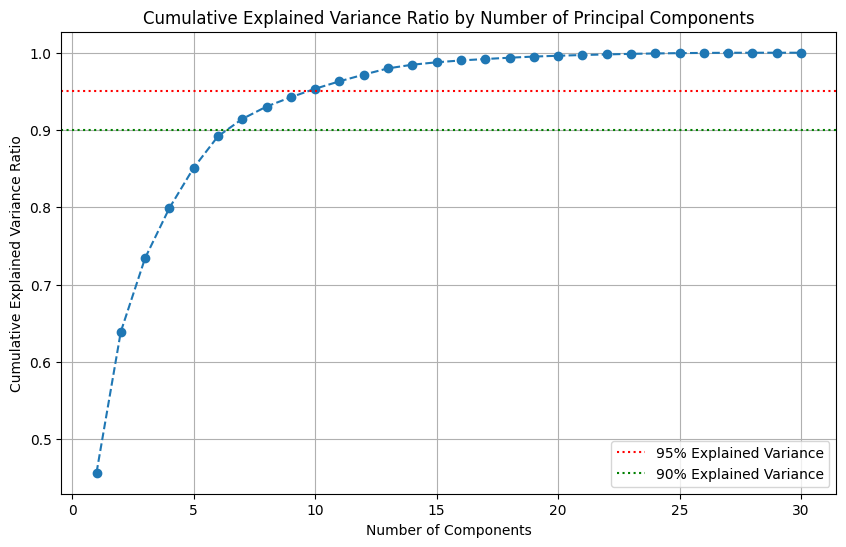 Cumulative Explained Variance Ratio by Number of Principal Components
Cumulative Explained Variance Ratio
1.0
0.9
0.8
0.7
0.6
0.5
95% Explained Variance
90% Explained Variance
0 5 10 15 20 25 30
Number of Components